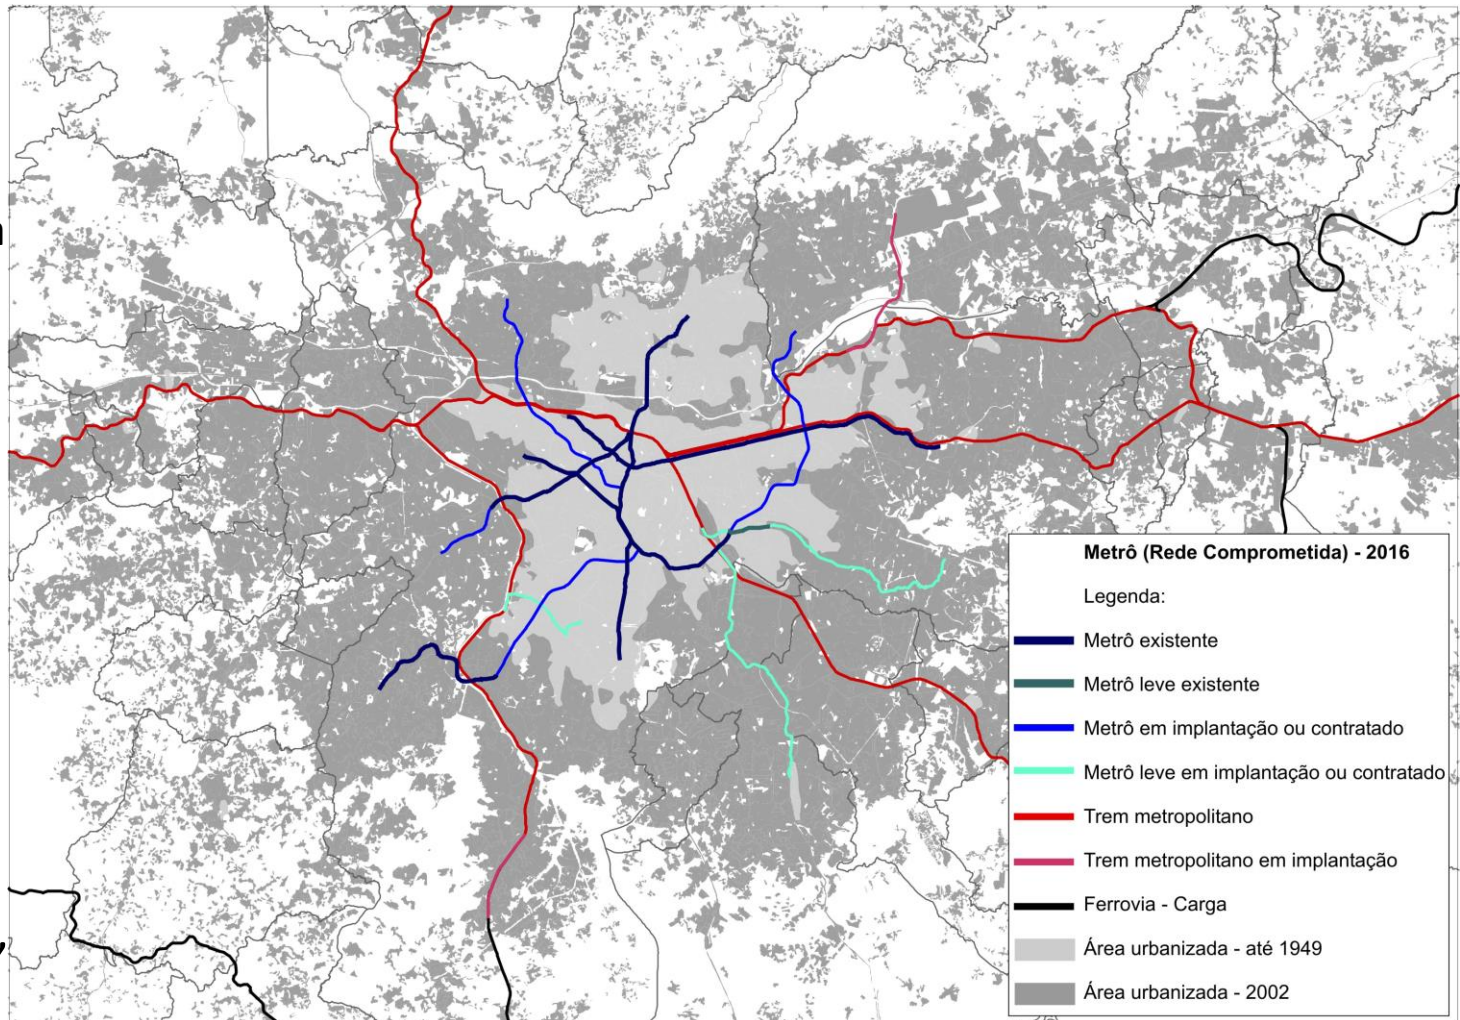 Metrô (Rede Comprometida) - 2016
Legenda:
Metrô existente
Metrô leve existente
Metrô em implantação ou contratado
Metrô leve em implantação ou contratado
Trem metropolitano
Trem metropolitano em implantação
Ferrovia - Carga
Área urbanizada - até 1949
Área urbanizada - 2002